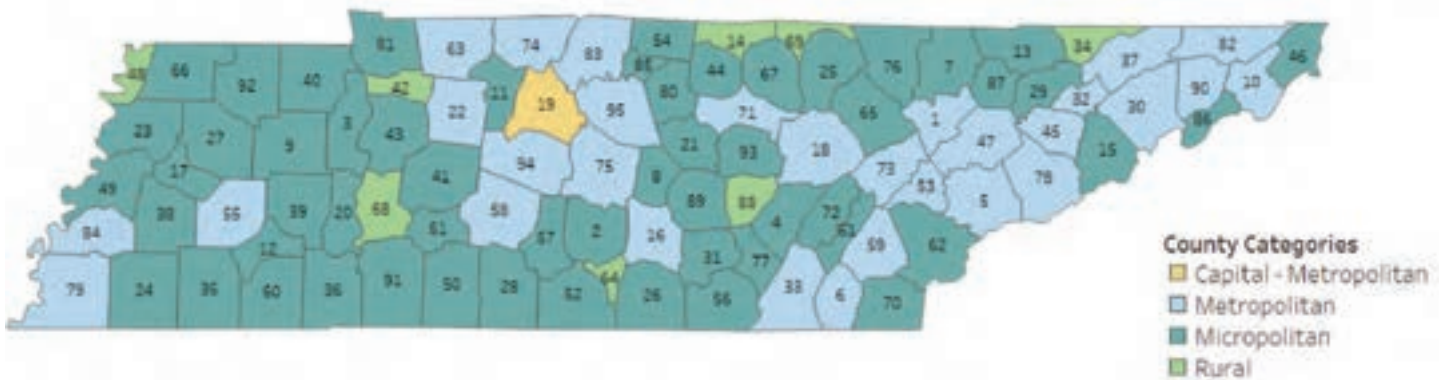 81 63 74 83 54 14 69 13 34 82 46
48 66 92 40 42 11 19 95 85 80 44 67 25 76 7 87 29 37 32 30 90 10 86
23 27 9 3 43 22 71 65 1 47 45 15
49 17 94 75 21 93 18 73 53 5 78
38 55 39 20 68 41 51 58 57 2 8 16 89 88 4 72 61 59 62
84 12 31 77
79 24 35 60 36 91 50 28 52 64 26 56 33 6 70
County Categories
Capital - Metropolitan
Metropolitan
Micropolitan
Rural